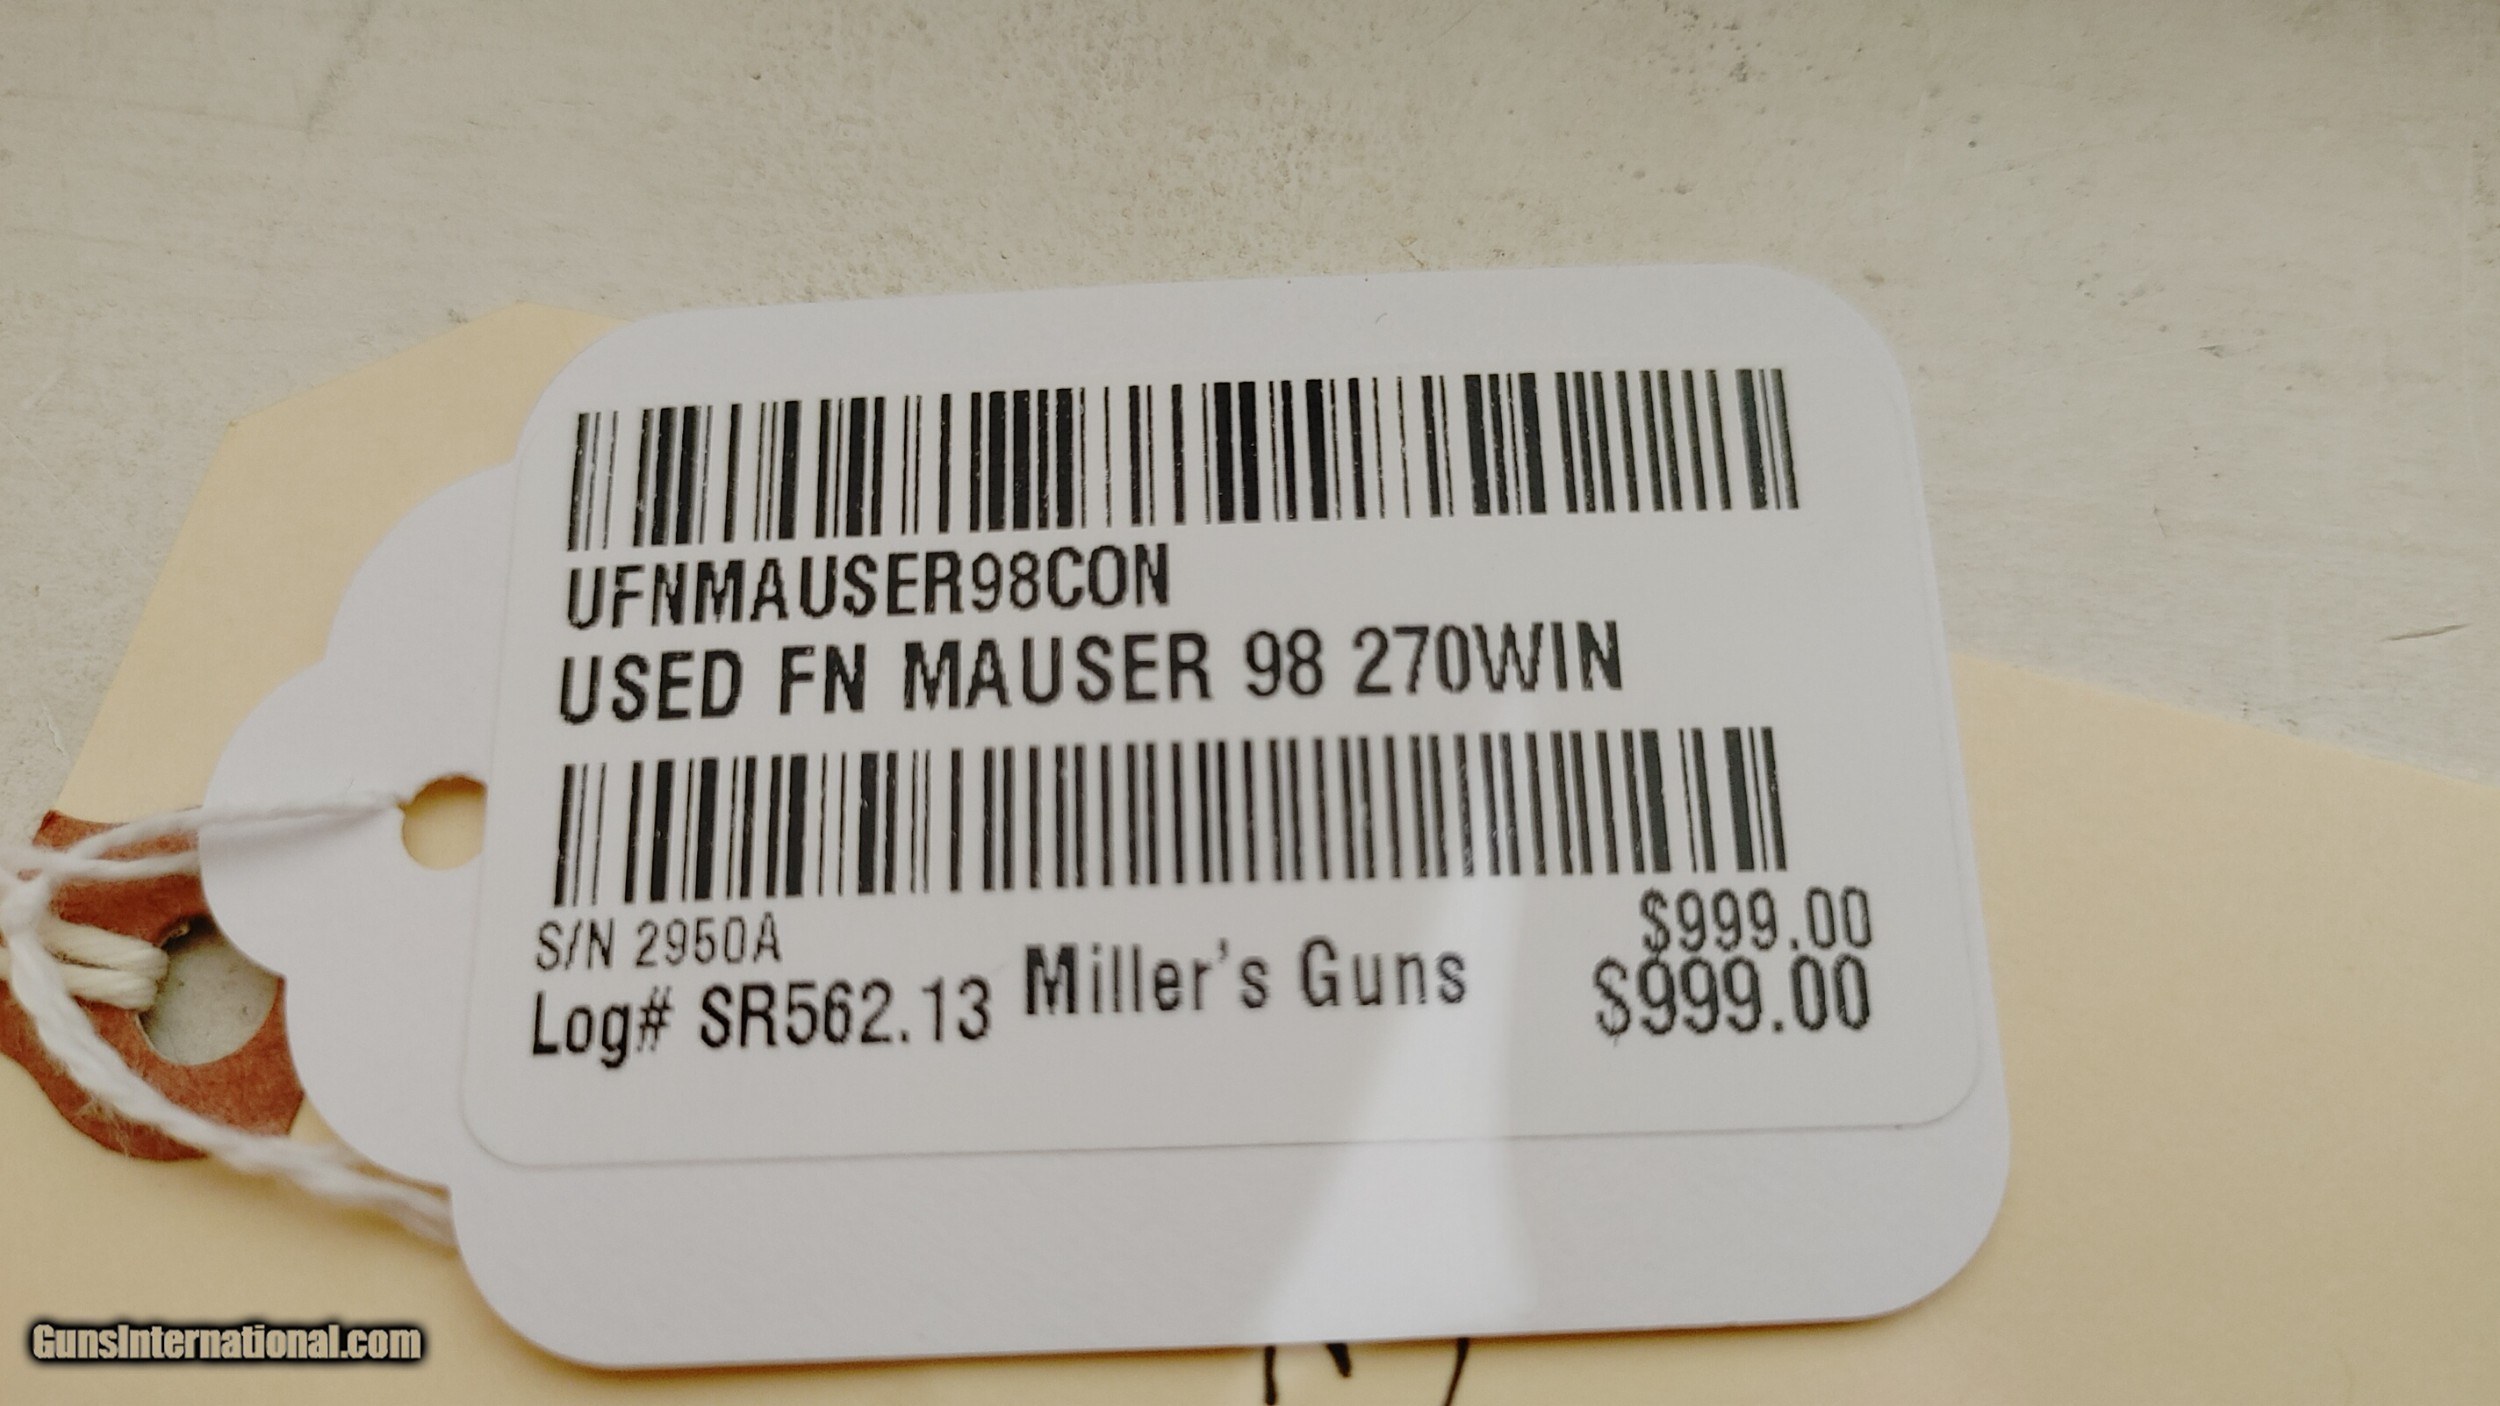 UFNMAUSER98CON
USED FN MAUSER 98 270WIN
S/N 2950A
$999.00
Log# SR562.13 Miller's Guns $999.00
GunsInternational.com